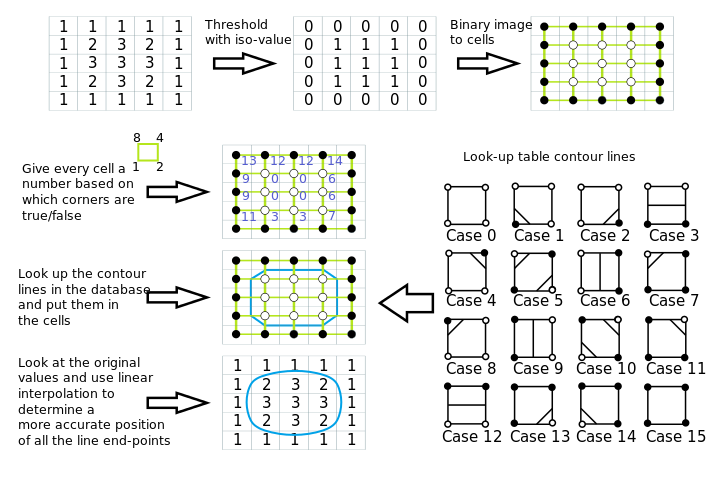 1 1 1 1 1
1 2 3 2 1
1 3 3 3 1
1 2 3 2 1
1 1 1 1 1
Threshold
with iso-value
0 0 0 0 0
0 1 1 1 0
0 1 1 1 0
0 1 1 1 0
0 0 0 0 0
Binary image
to cells
8 4
1 2
Give every cell a
number based on
which corners are
true/false
13 12 12 14
9 0 0 6
9 0 0 6
11 3 3 7
Look up the contour
lines in the database
and put them in
the cells
Look at the original
values and use linear
interpolation to
determine a
more accurate position
of all the line end-points
1 1 1 1 1
1 2 3 2 1
1 3 3 3 1
1 2 3 2 1
1 1 1 1 1
Look-up table contour lines
Case 0 Case 1 Case 2 Case 3
Case 4 Case 5 Case 6 Case 7
Case 8 Case 9 Case 10 Case 11
Case 12 Case 13 Case 14 Case 15